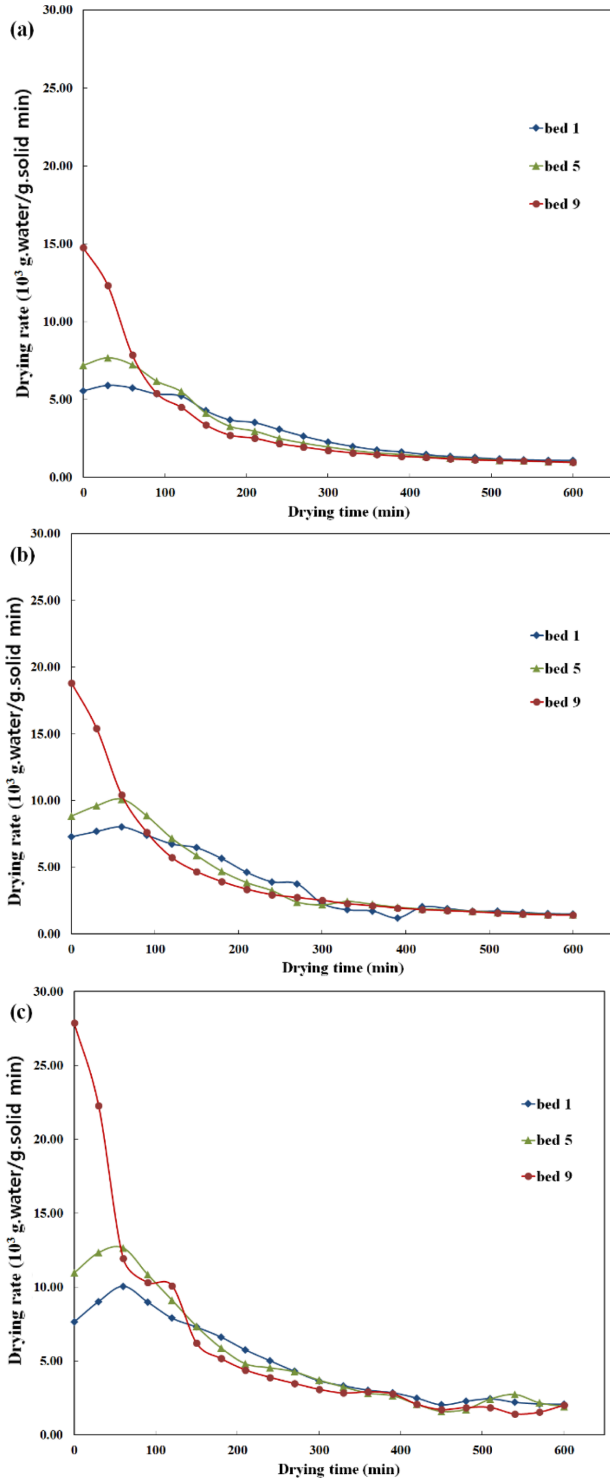 (a)
30.00
25.00
20.00
15.00
10.00
5.00
0.00
Drying rate (10³ g.water/g.solid min)
bed 1
bed 5
bed 9
0 100 200 300 400 500 600
Drying time (min)
(b)
30.00
25.00
20.00
15.00
10.00
5.00
0.00
Drying rate (10³ g.water/g.solid min)
bed 1
bed 5
bed 9
0 100 200 300 400 500 600
Drying time (min)
(c)
30.00
25.00
20.00
15.00
10.00
5.00
0.00
Drying rate (10³ g.water/g.solid min)
bed 1
bed 5
bed 9
0 100 200 300 400 500 600
Drying time (min)